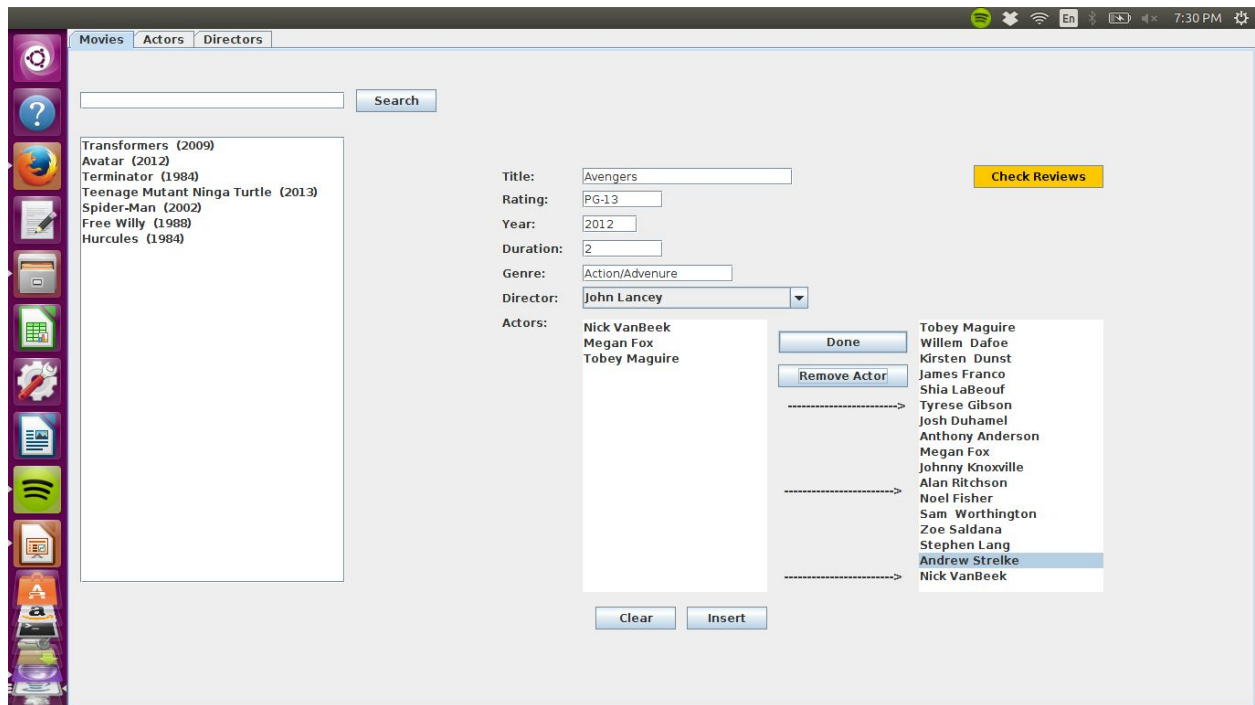 En 7:30 PM
Movies Actors Directors
Search
Transformers (2009)
Avatar (2012)
Terminator (1984)
Teenage Mutant Ninga Turtle (2013)
Spider-Man (2002)
Free Willy (1988)
Hurcules (1984)
Title: Avengers
Check Reviews
Rating: PG-13
Year: 2012
Duration: 2
Genre: Action/Advenure
Director: John Lancey
Actors:
Nick VanBeek
Megan Fox
Tobey Maguire
Done
Remove Actor
------------------------>
------------------------>
------------------------>
Tobey Maguire
Willem Dafoe
Kirsten Dunst
James Franco
Shia LaBeouf
Tyrese Gibson
Josh Duhamel
Anthony Anderson
Megan Fox
Johnny Knoxville
Alan Ritchson
Noel Fisher
Sam Worthington
Zoe Saldana
Stephen Lang
Andrew Strelke
Nick VanBeek
Clear Insert